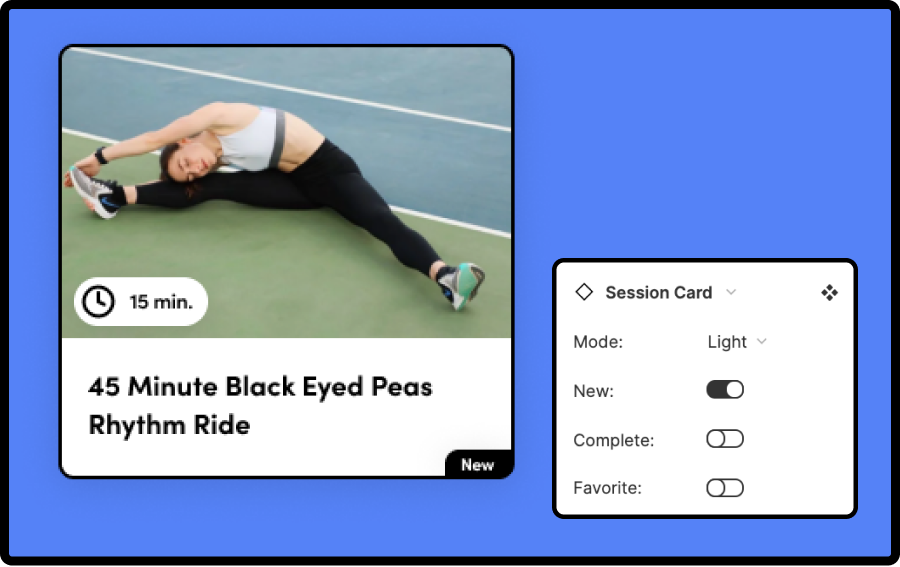 15 min.
45 Minute Black Eyed Peas
Rhythm Ride
New
Session Card
Mode: Light
New:
Complete:
Favorite: